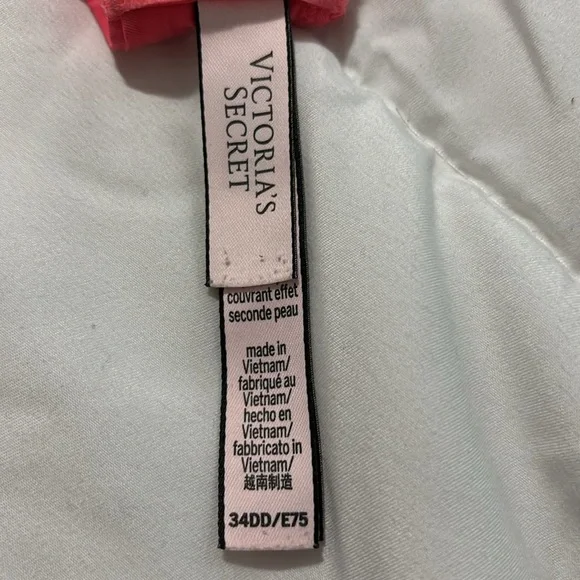 VICTORIA'S
SECRET
couvrant effet
seconde peau
made in
Vietnam/
fabriqué au
Vietnam/
hecho en
Vietnam/
fabbricato in
Vietnam/
越南制造
34DD/E75